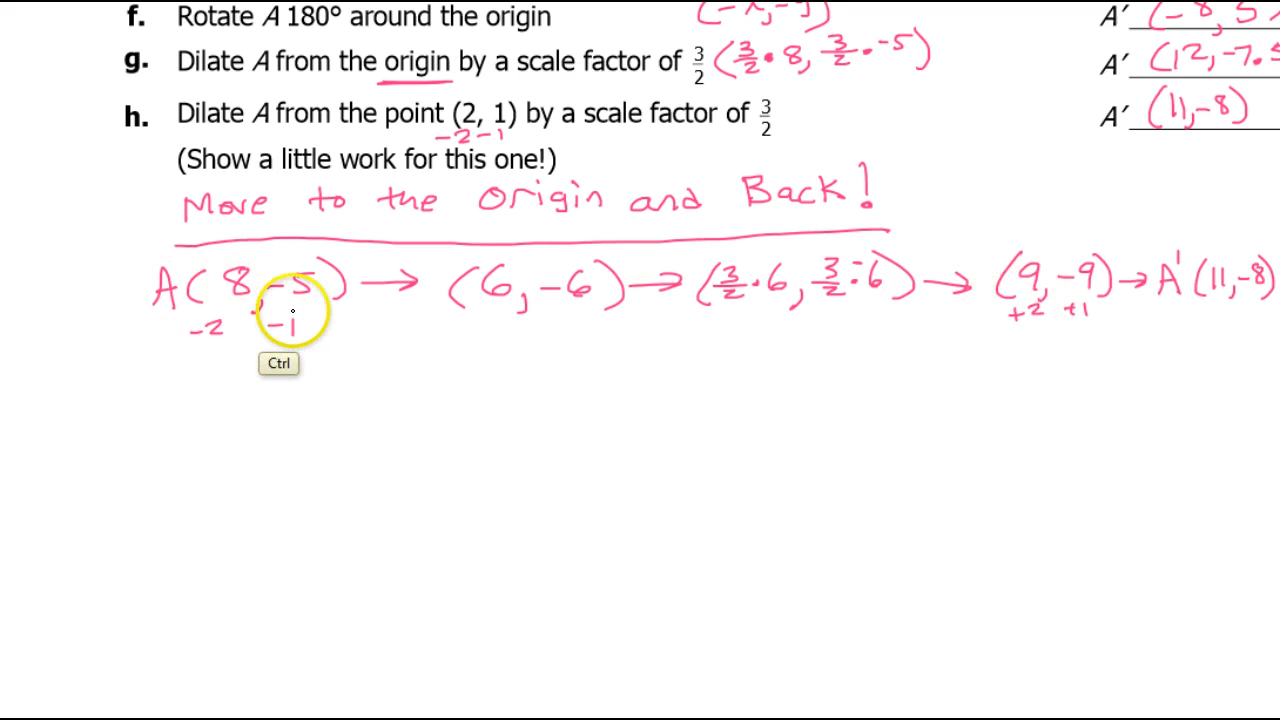 f. Rotate A 180° around the origin (-x, -y) A' (-8, 5)
g. Dilate A from the origin by a scale factor of 3/2 (3/2 • 8, 3/2 • -5) A' (12, -7.5
h. Dilate A from the point (2, 1) by a scale factor of 3/2 A' (11, -8)
-2 -1
(Show a little work for this one!)
Move to the Origin and Back!
A(8, -5) → (6, -6) → (3/2 • 6, 3/2 • -6) → (9, -9) → A' (11, -8)
-2 -1 +2 +1
Ctrl